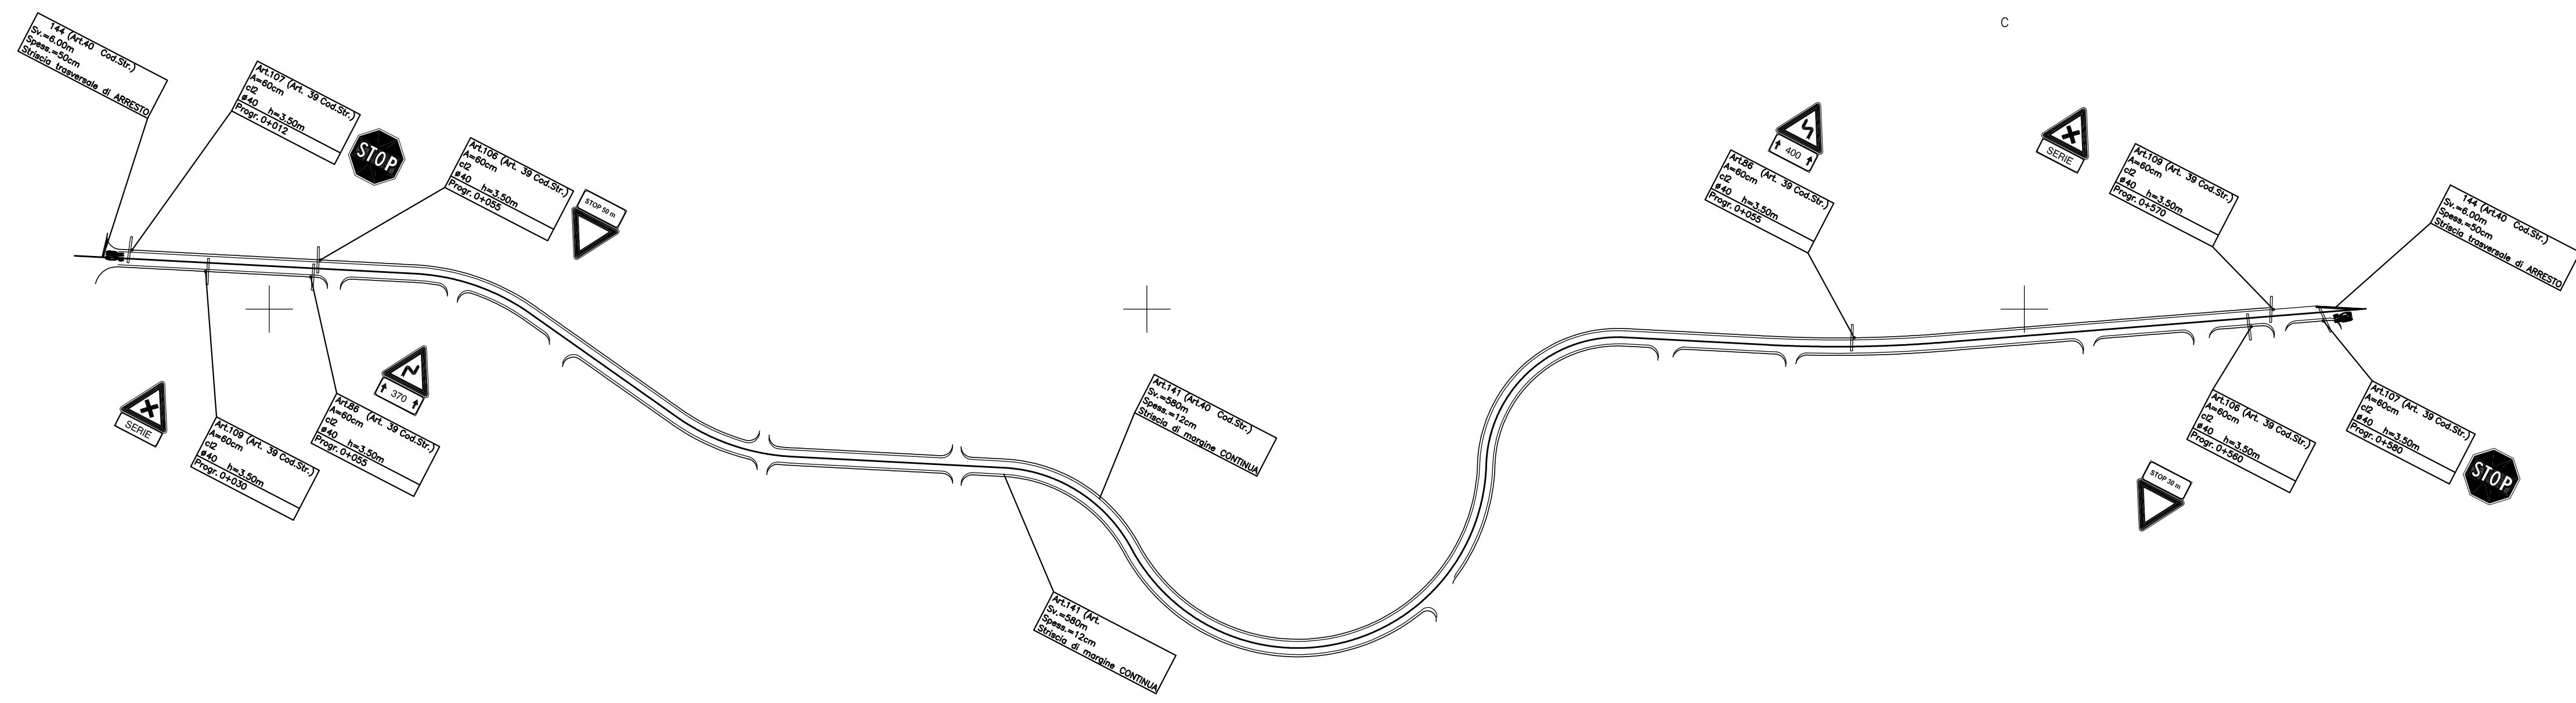 C
144 (Art.40 Cod.Str.)
Sv.=6.00m
Spess.=50cm
Striscia trasversale di ARRESTO
Art.107 (Art. 39 Cod.Str.)
A=60cm
cl2
ø40 h=3.50m
Progr. 0+012
STOP
Art.106 (Art. 39 Cod.Str.)
A=60cm
cl2
ø40 h=3.50m
Progr. 0+055
STOP 50 m
400
Art.86 (Art. 39 Cod.Str.)
A=60cm
cl2
ø40 h=3.50m
Progr. 0+055
SERIE
Art.109 (Art. 39 Cod.Str.)
A=60cm
cl2
ø40 h=3.50m
Progr. 0+570
144 (Art.40 Cod.Str.)
Sv.=6.00m
Spess.=50cm
Striscia trasversale di ARRESTO
SERIE
Art.109 (Art. 39 Cod.Str.)
A=60cm
cl2
ø40 h=3.50m
Progr. 0+030
370
Art.86 (Art. 39 Cod.Str.)
A=60cm
cl2
ø40 h=3.50m
Progr. 0+055
Art.141 (Art.40 Cod.Str.)
Sv.=580m
Spess.=12cm
Striscia di margine CONTINUA
Art.141 (Art.
Sv.=580m
Spess.=12cm
Striscia di margine CONTINUA
Art.106 (Art. 39 Cod.Str.)
A=60cm
cl2
ø40 h=3.50m
Progr. 0+560
STOP 30 m
Art.107 (Art. 39 Cod.Str.)
A=60cm
cl2
ø40 h=3.50m
Progr. 0+580
STOP